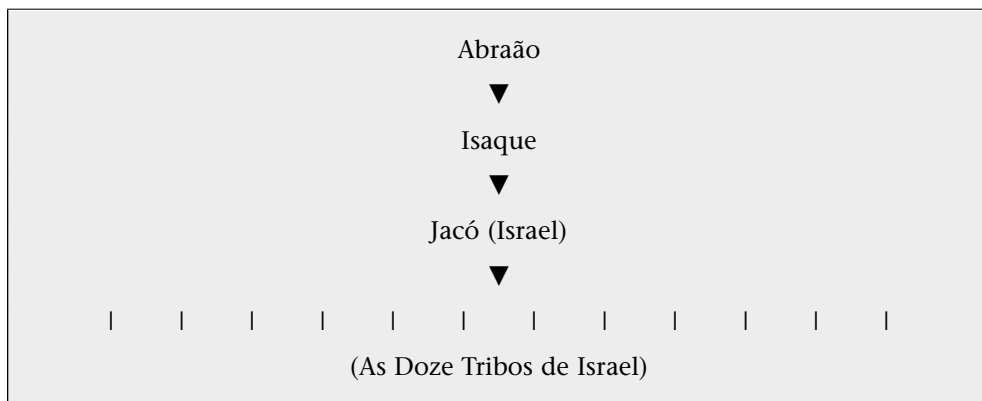 Abraão
▼
Isaque
▼
Jacó (Israel)
▼
| | | | | | | | | | | |
(As Doze Tribos de Israel)